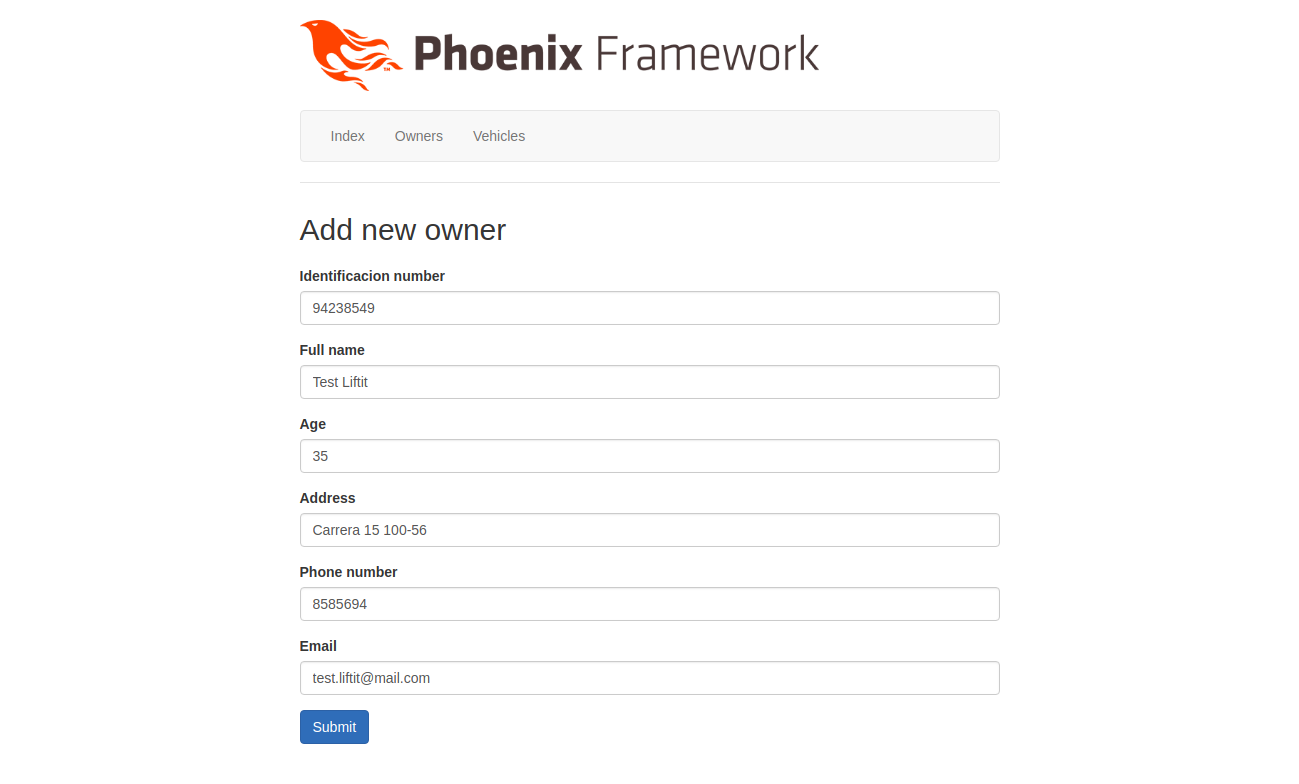 Phoenix Framework
SM
Index Owners Vehicles
Add new owner
Identificacion number
94238549
Full name
Test Liftit
Age
35
Address
Carrera 15 100-56
Phone number
8585694
Email
test.liftit@mail.com
Submit